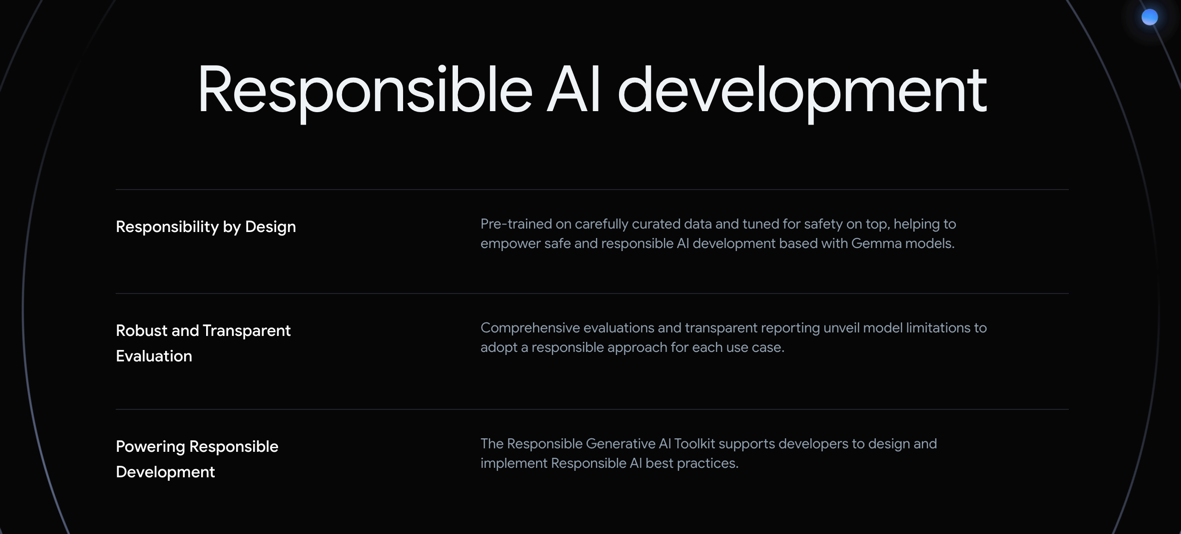 Responsible AI development
Responsibility by Design
Pre-trained on carefully curated data and tuned for safety on top, helping to
empower safe and responsible AI development based with Gemma models.
Robust and Transparent
Evaluation
Comprehensive evaluations and transparent reporting unveil model limitations to
adopt a responsible approach for each use case.
Powering Responsible
Development
The Responsible Generative AI Toolkit supports developers to design and
implement Responsible AI best practices.